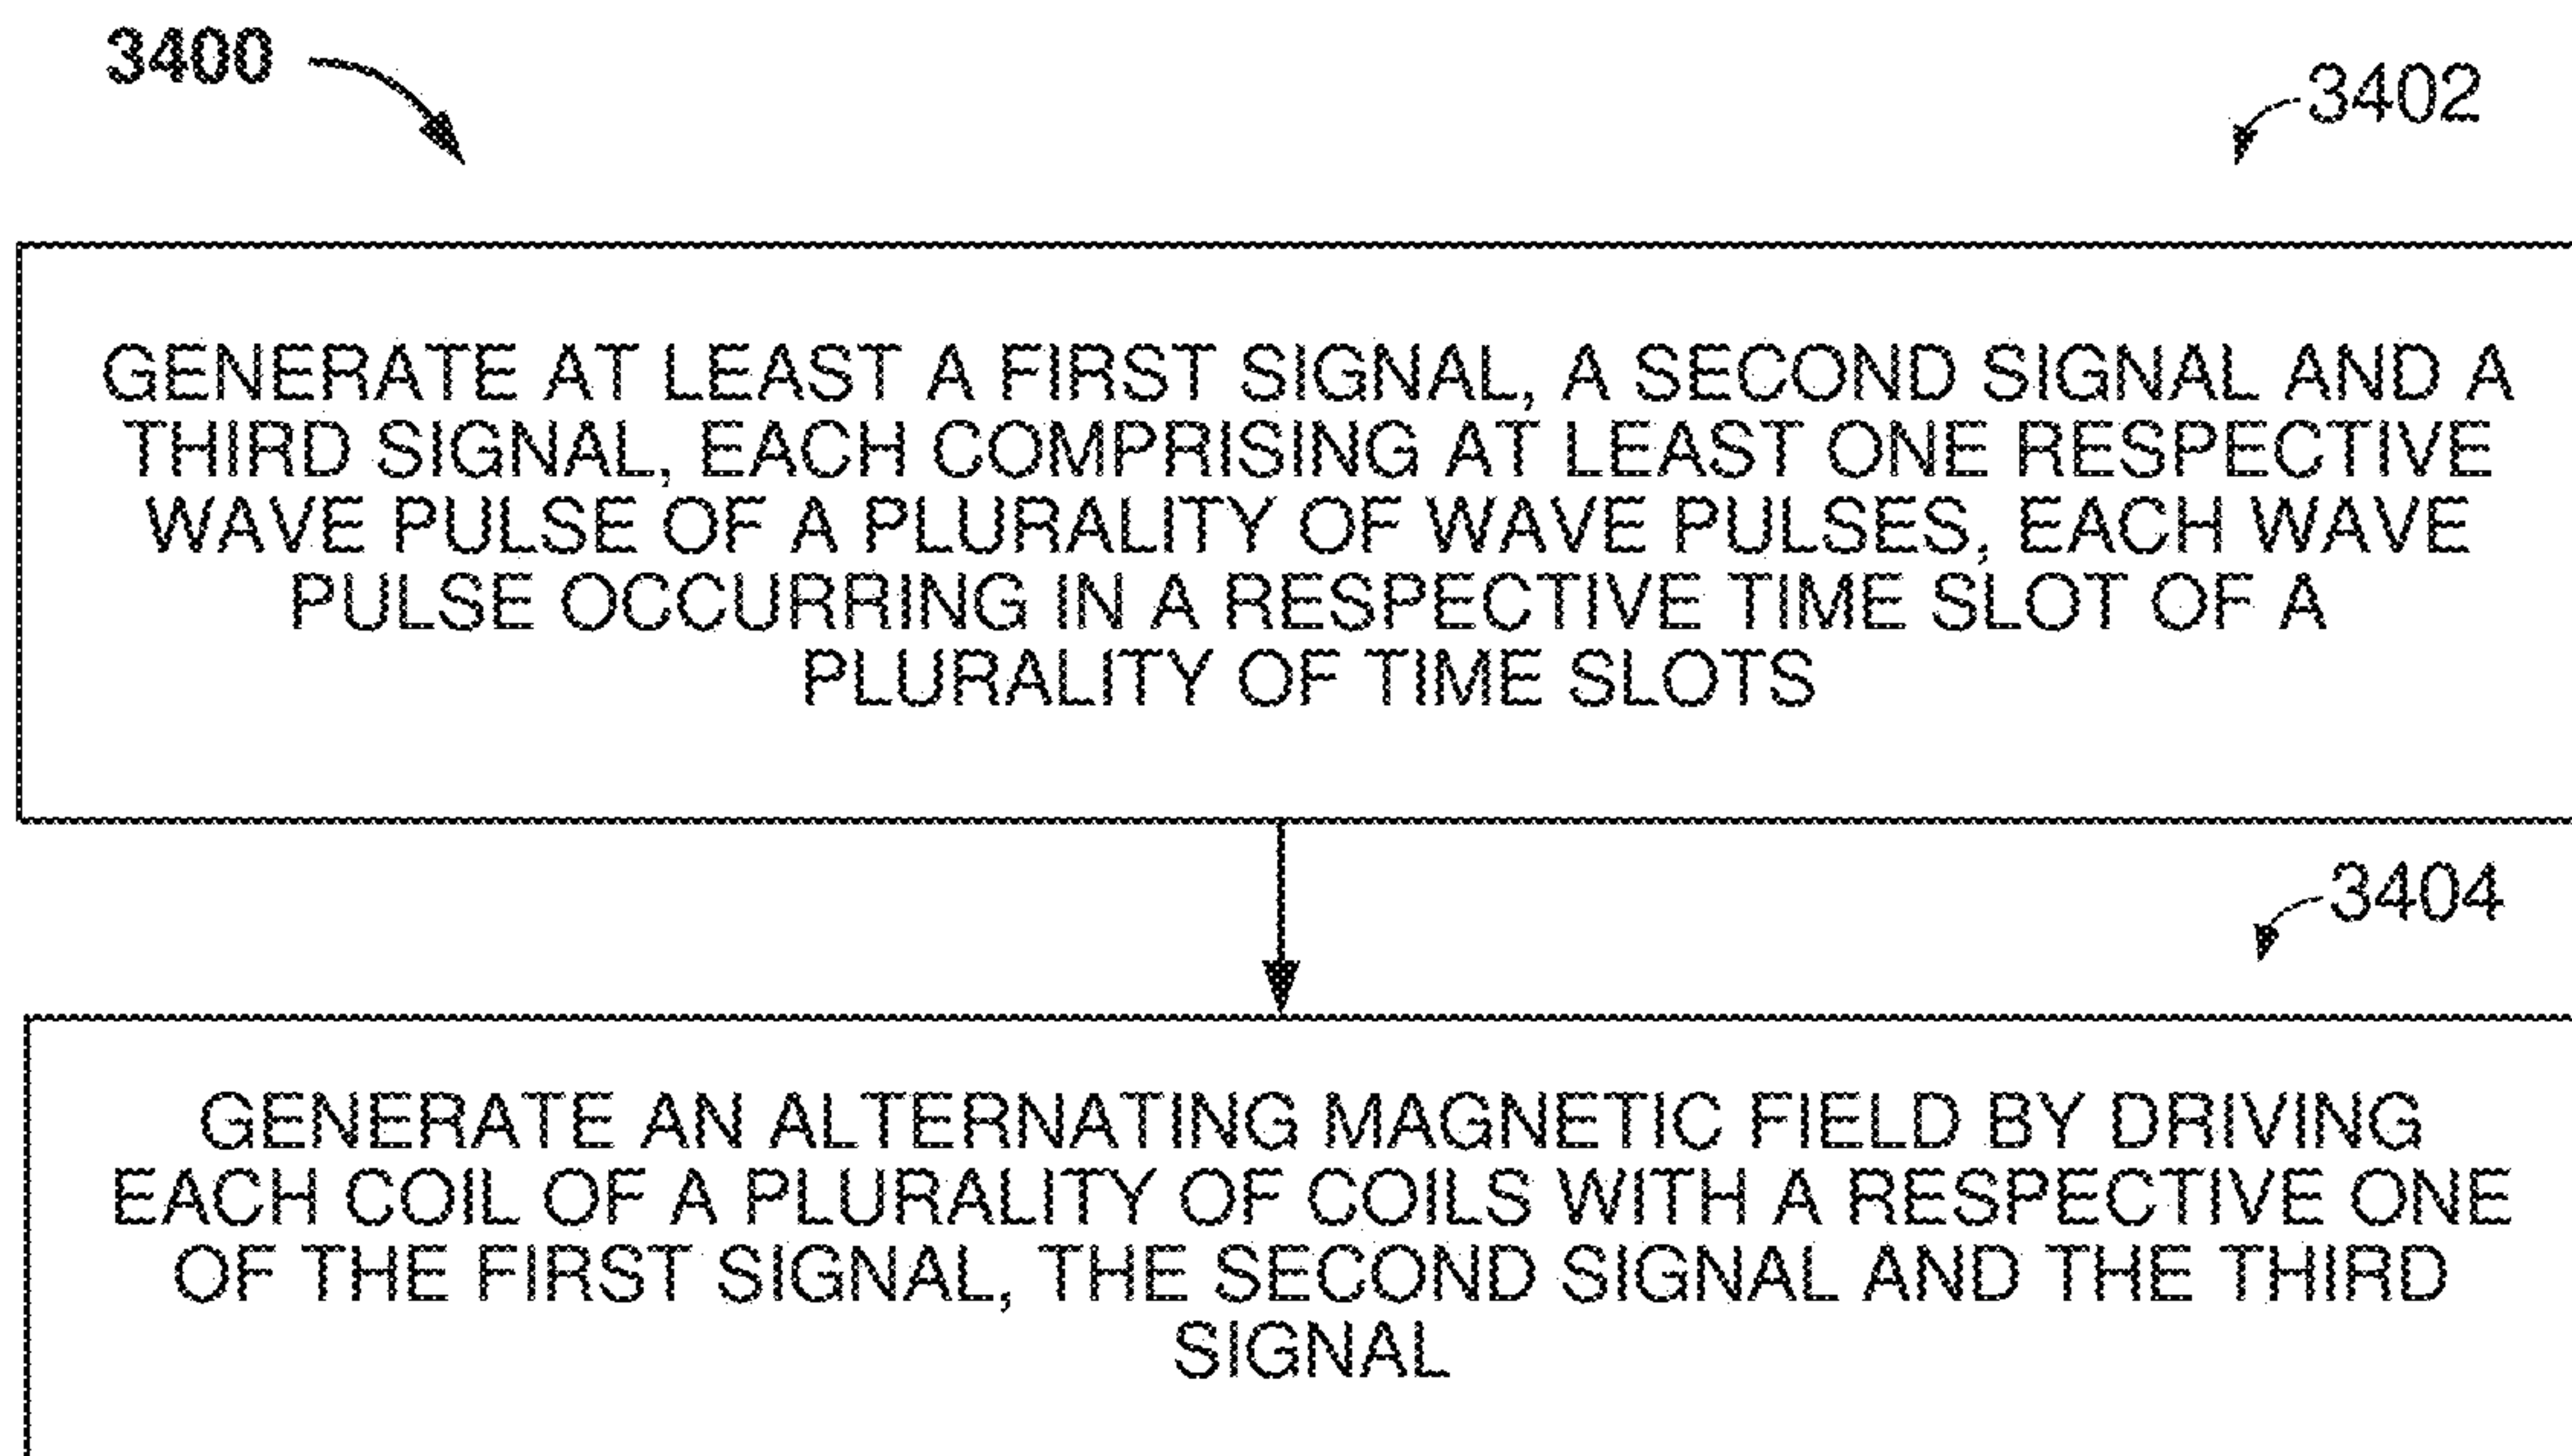 3400
3402
GENERATE AT LEAST A FIRST SIGNAL, A SECOND SIGNAL AND A
THIRD SIGNAL, EACH COMPRISING AT LEAST ONE RESPECTIVE
WAVE PULSE OF A PLURALITY OF WAVE PULSES, EACH WAVE
PULSE OCCURRING IN A RESPECTIVE TIME SLOT OF A
PLURALITY OF TIME SLOTS
3404
GENERATE AN ALTERNATING MAGNETIC FIELD BY DRIVING
EACH COIL OF A PLURALITY OF COILS WITH A RESPECTIVE ONE
OF THE FIRST SIGNAL, THE SECOND SIGNAL AND THE THIRD
SIGNAL